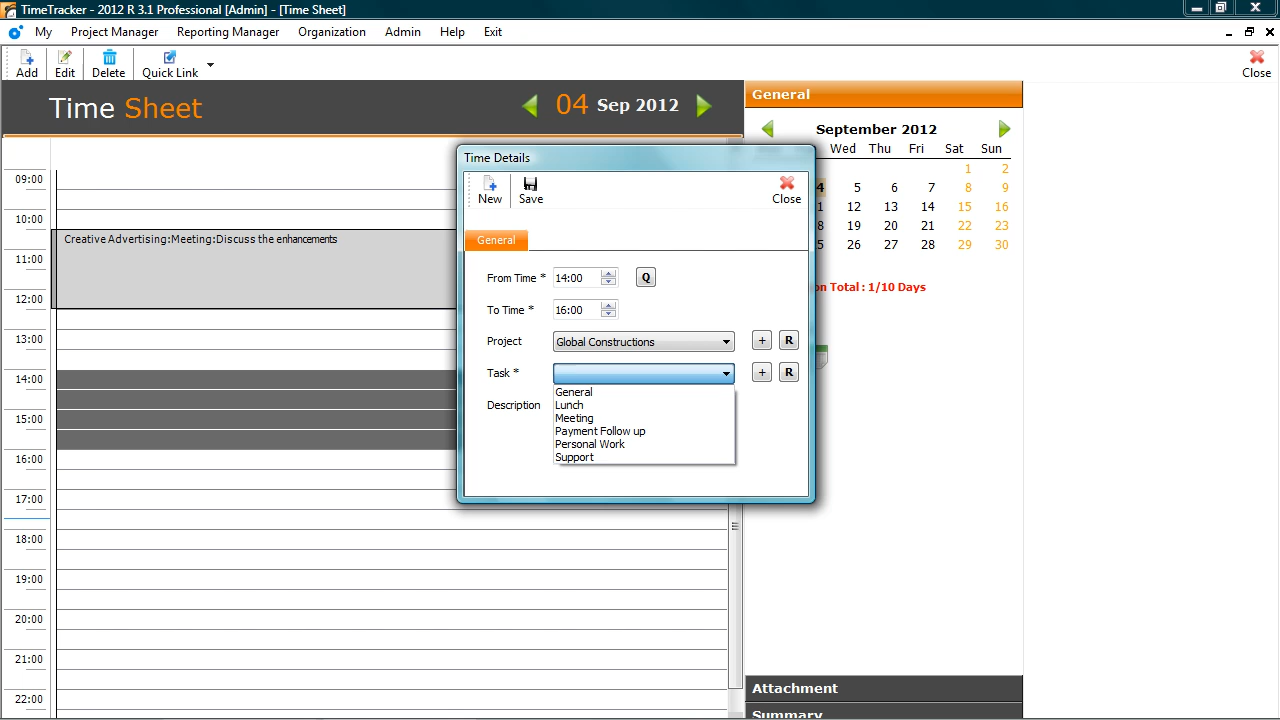 TimeTracker - 2012 R 3.1 Professional [Admin] - [Time Sheet]
My Project Manager Reporting Manager Organization Admin Help Exit
Add Edit Delete Quick Link Close
Time Sheet 04 Sep 2012
General
September 2012
Wed Thu Fri Sat Sun
1 2
4 5 6 7 8 9
1 12 13 14 15 16
8 19 20 21 22 23
5 26 27 28 29 30
on Total : 1/10 Days
09:00
10:00
Creative Advertising:Meeting:Discuss the enhancements
11:00
12:00
13:00
14:00
15:00
16:00
17:00
18:00
19:00
20:00
21:00
22:00
Time Details
New Save Close
General
From Time * 14:00 Q
To Time * 16:00
Project Global Constructions + R
Task * + R
Description
General
Lunch
Meeting
Payment Follow up
Personal Work
Support
Attachment
Summary